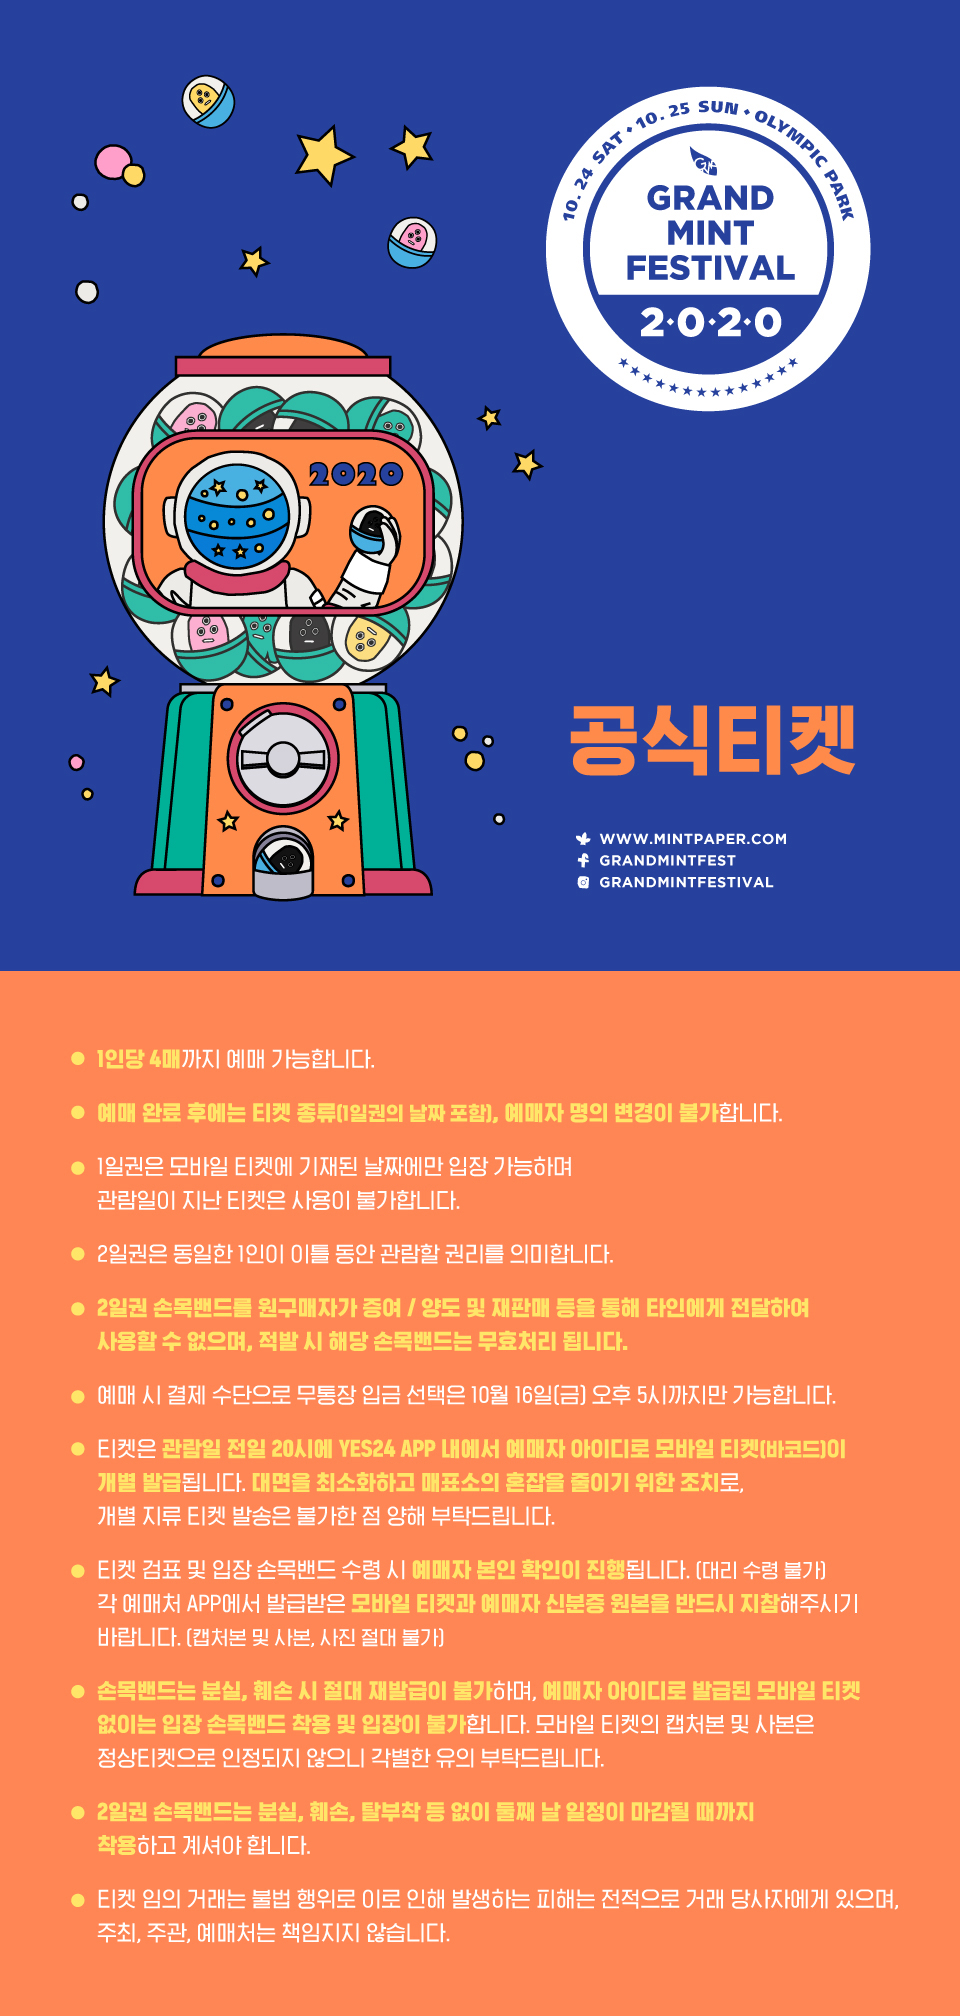 10. 24 SAT • 10. 25 SUN • OLYMPIC PARK
GMF
GRAND
MINT
FESTIVAL
2·0·2·0
2020
공식티켓
WWW.MINTPAPER.COM
GRANDMINTFEST
GRANDMINTFESTIVAL
1인당 4매까지 예매 가능합니다.
예매 완료 후에는 티켓 종류(1일권의 날짜 포함), 예매자 명의 변경이 불가합니다.
1일권은 모바일 티켓에 기재된 날짜에만 입장 가능하며
관람일이 지난 티켓은 사용이 불가합니다.
2일권은 동일한 1인이 이틀 동안 관람할 권리를 의미합니다.
2일권 손목밴드를 원구매자가 증여 / 양도 및 재판매 등을 통해 타인에게 전달하여
사용할 수 없으며, 적발 시 해당 손목밴드는 무효처리 됩니다.
예매 시 결제 수단으로 무통장 입금 선택은 10월 16일(금) 오후 5시까지만 가능합니다.
티켓은 관람일 전일 20시에 YES24 APP 내에서 예매자 아이디로 모바일 티켓(바코드)이
개별 발급됩니다. 대면을 최소화하고 매표소의 혼잡을 줄이기 위한 조치로,
개별 지류 티켓 발송은 불가한 점 양해 부탁드립니다.
티켓 검표 및 입장 손목밴드 수령 시 예매자 본인 확인이 진행됩니다. (대리 수령 불가)
각 예매처 APP에서 발급받은 모바일 티켓과 예매자 신분증 원본을 반드시 지참해주시기
바랍니다. (캡처본 및 사본, 사진 절대 불가)
손목밴드는 분실, 훼손 시 절대 재발급이 불가하며, 예매자 아이디로 발급된 모바일 티켓
없이는 입장 손목밴드 착용 및 입장이 불가합니다. 모바일 티켓의 캡처본 및 사본은
정상티켓으로 인정되지 않으니 각별한 유의 부탁드립니다.
2일권 손목밴드는 분실, 훼손, 탈부착 등 없이 둘째 날 일정이 마감될 때까지
착용하고 계셔야 합니다.
티켓 임의 거래는 불법 행위로 이로 인해 발생하는 피해는 전적으로 거래 당사자에게 있으며,
주최, 주관, 예매처는 책임지지 않습니다.